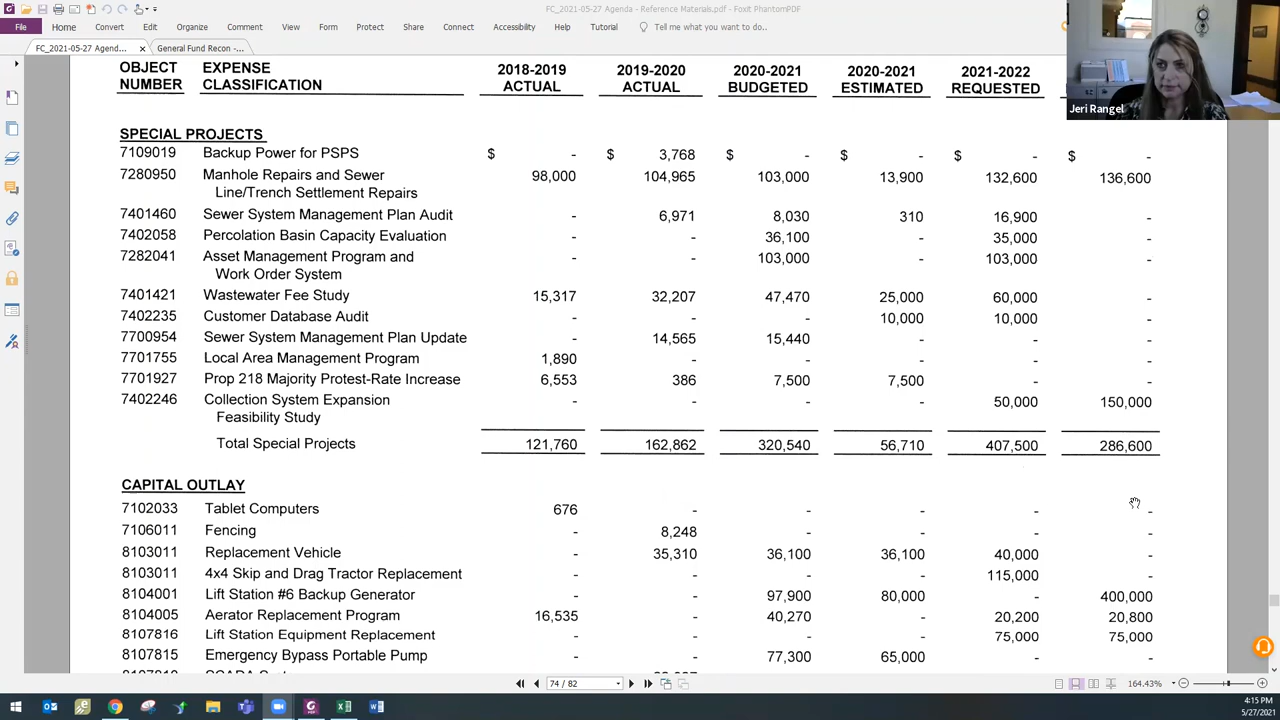 FC_2021-05-27 Agenda - Reference Materials.pdf - Foxit PhantomPDF
File Home Convert Edit Comment View Form Protect Share Connect Accessibility Help Tutorial Tell me what you want to do..
FC_2021-05-27 Agend... General Fund Recon -...
OBJECT EXPENSE 2018-2019 2019-2020 2020-2021 2020-2021 2021-2022
NUMBER CLASSIFICATION ACTUAL ACTUAL BUDGETED ESTIMATED REQUESTED
Jeri Rangel
SPECIAL PROJECTS
7109019 Backup Power for PSPS $ - $ 3,768 $ - $ - $ - $ -
7280950 Manhole Repairs and Sewer 98,000 104,965 103,000 13,900 132,600 136,600
Line/Trench Settlement Repairs
7401460 Sewer System Management Plan Audit - 6,971 8,030 310 16,900 -
7402058 Percolation Basin Capacity Evaluation - - 36,100 - 35,000 -
7282041 Asset Management Program and - - 103,000 - 103,000 -
Work Order System
7401421 Wastewater Fee Study 15,317 32,207 47,470 25,000 60,000 -
7402235 Customer Database Audit - - - 10,000 10,000 -
7700954 Sewer System Management Plan Update - 14,565 15,440 - - -
7701755 Local Area Management Program 1,890 - - - - -
7701927 Prop 218 Majority Protest-Rate Increase 6,553 386 7,500 7,500 - -
7402246 Collection System Expansion - - - - 50,000 150,000
Feasibility Study
Total Special Projects 121,760 162,862 320,540 56,710 407,500 286,600
CAPITAL OUTLAY
7102033 Tablet Computers 676 - - - - -
7106011 Fencing - 8,248 - - - -
8103011 Replacement Vehicle - 35,310 36,100 36,100 40,000 -
8103011 4x4 Skip and Drag Tractor Replacement - - - - 115,000 -
8104001 Lift Station #6 Backup Generator - - 97,900 80,000 - 400,000
8104005 Aerator Replacement Program 16,535 - 40,270 - 20,200 20,800
8107816 Lift Station Equipment Replacement - - - - 75,000 75,000
8107815 Emergency Bypass Portable Pump - - 77,300 65,000 - -
74 / 82 164.43%
4:15 PM
5/27/2021